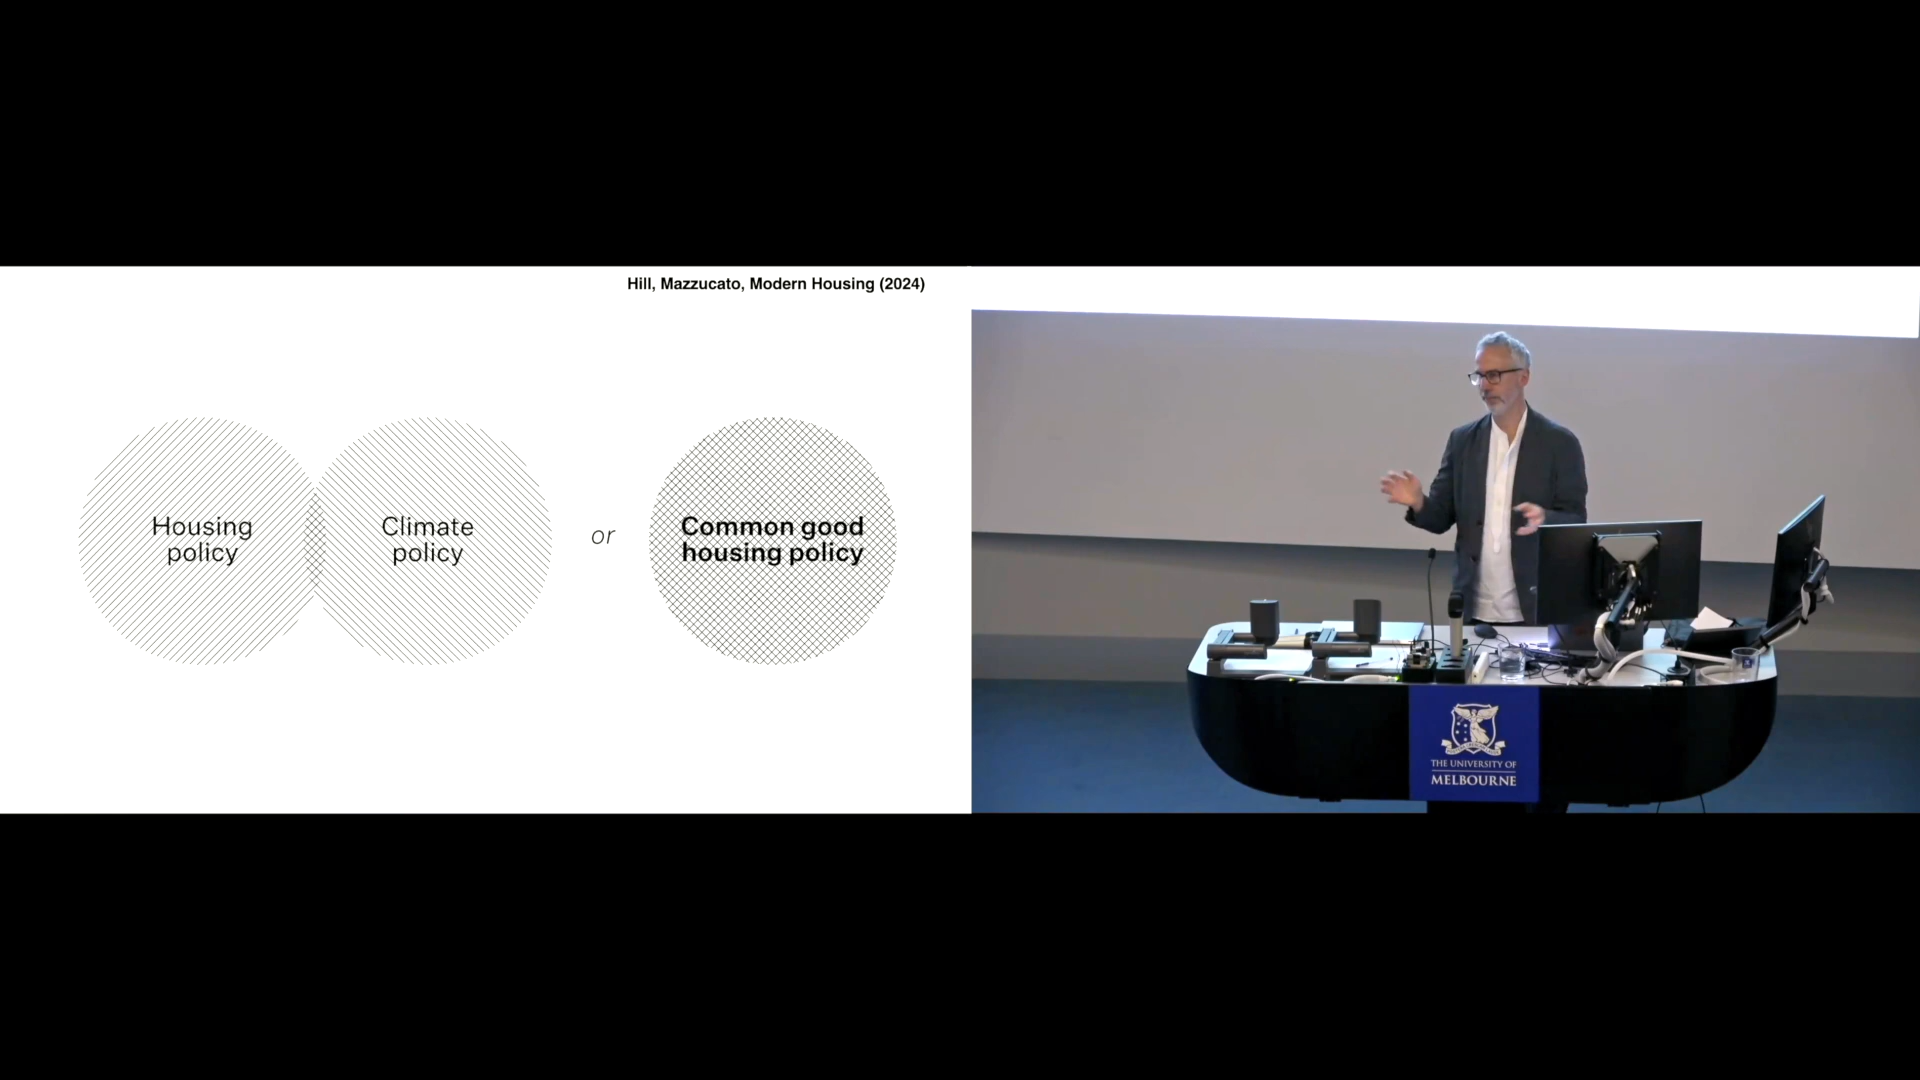 Hill, Mazzucato, Modern Housing (2024)
Housing
policy
Climate
policy
or
Common good
housing policy
THE UNIVERSITY OF
MELBOURNE